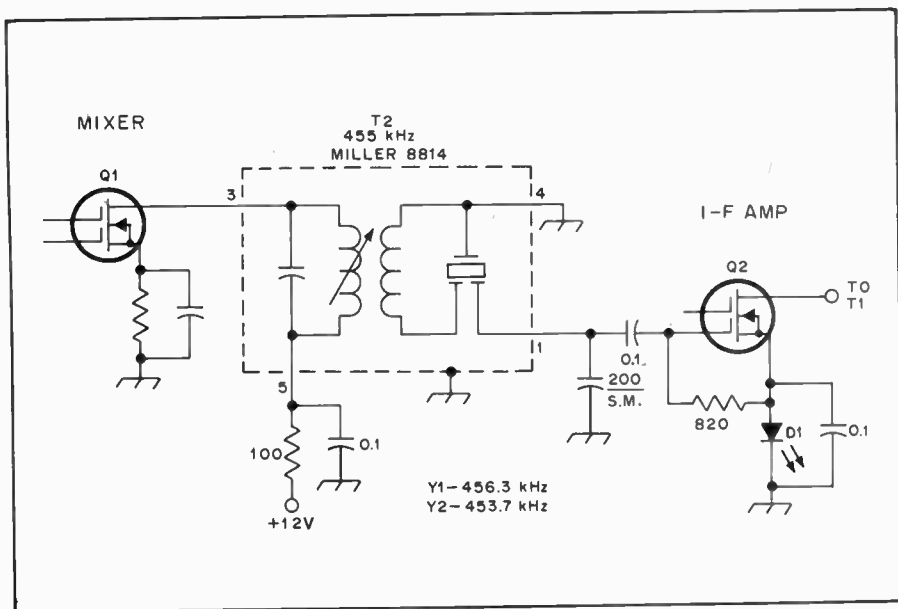 MIXER
T2
455 kHz
MILLER 8814
Q1
3
4
I-F AMP
Q2
TO
T1
1
0.1
200
S.M.
5
820
D1
0.1
100
0.1
Y1-456.3 kHz
Y2-453.7 kHz
+12V